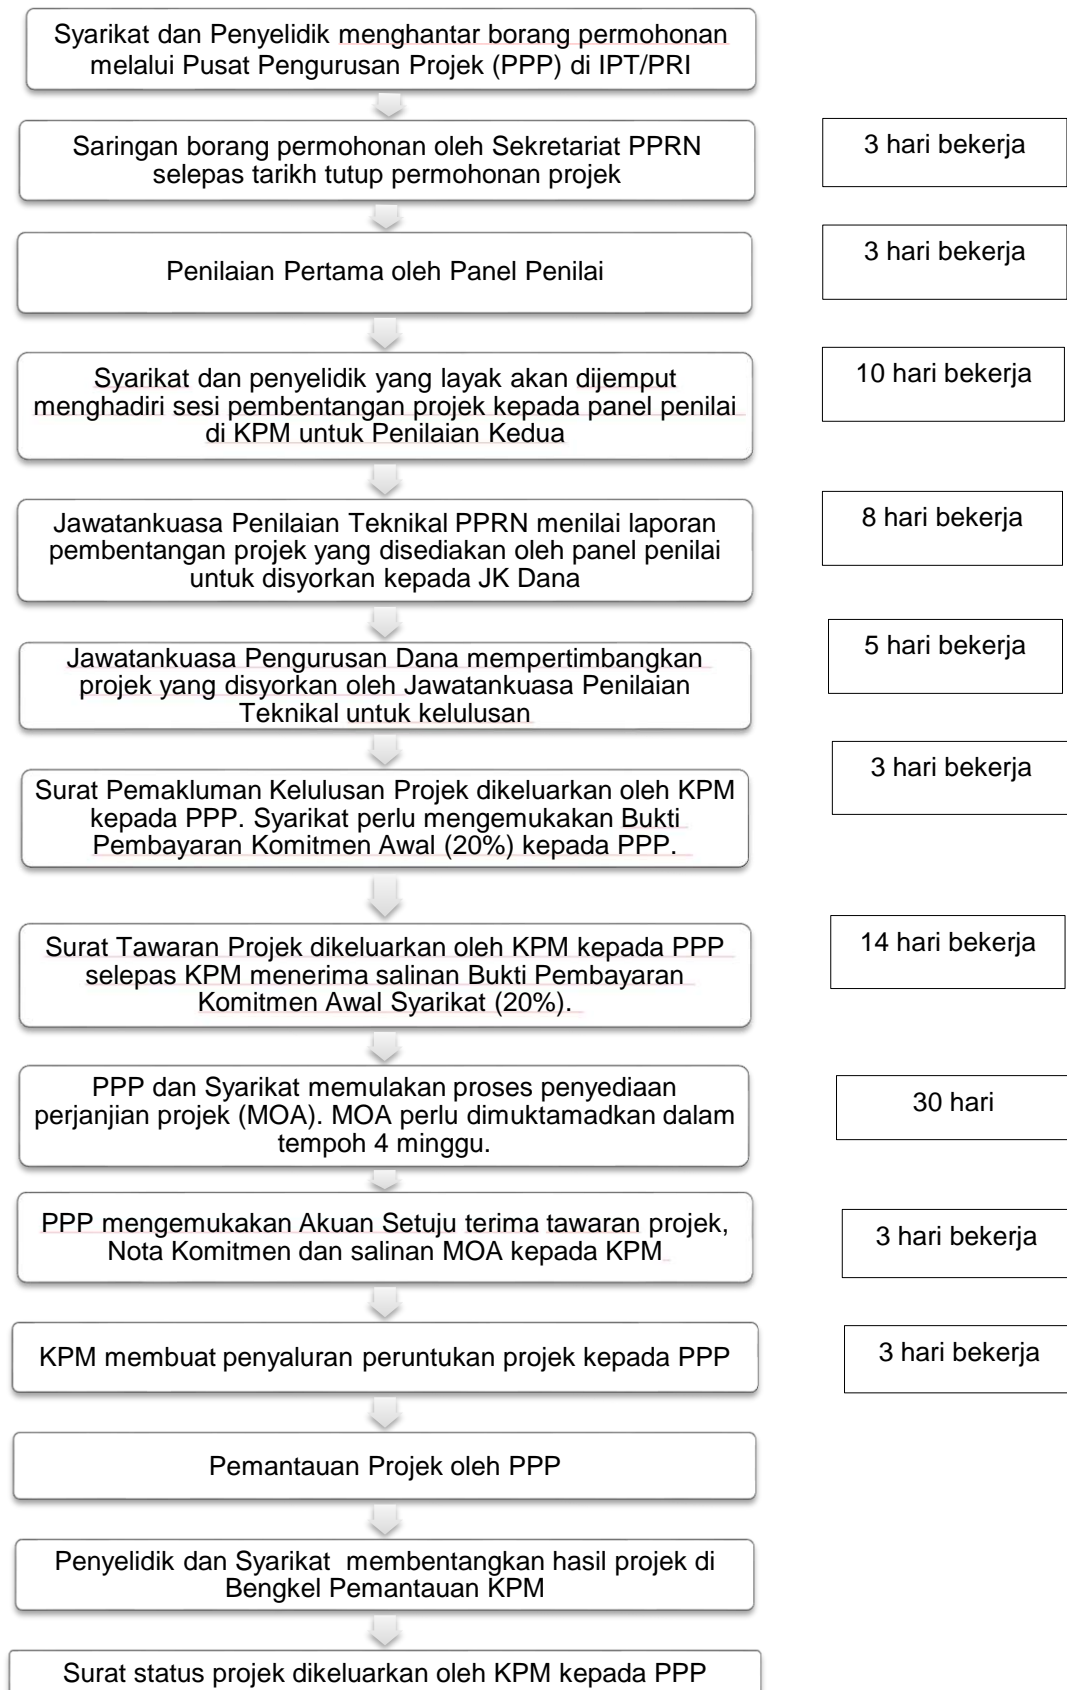 Syarikat dan Penyelidik menghantar borang permohonan
melalui Pusat Pengurusan Projek (PPP) di IPT/PRI
Saringan borang permohonan oleh Sekretariat PPRN
selepas tarikh tutup permohonan projek
3 hari bekerja
Penilaian Pertama oleh Panel Penilai
3 hari bekerja
Syarikat dan penyelidik yang layak akan dijemput
menghadiri sesi pembentangan projek kepada panel penilai
di KPM untuk Penilaian Kedua
10 hari bekerja
Jawatankuasa Penilaian Teknikal PPRN menilai laporan
pembentangan projek yang disediakan oleh panel penilai
untuk disyorkan kepada JK Dana
8 hari bekerja
Jawatankuasa Pengurusan Dana mempertimbangkan
projek yang disyorkan oleh Jawatankuasa Penilaian
Teknikal untuk kelulusan
5 hari bekerja
Surat Pemakluman Kelulusan Projek dikeluarkan oleh KPM
kepada PPP. Syarikat perlu mengemukakan Bukti
Pembayaran Komitmen Awal (20%) kepada PPP.
3 hari bekerja
Surat Tawaran Projek dikeluarkan oleh KPM kepada PPP
selepas KPM menerima salinan Bukti Pembayaran
Komitmen Awal Syarikat (20%).
14 hari bekerja
PPP dan Syarikat memulakan proses penyediaan
perjanjian projek (MOA). MOA perlu dimuktamadkan dalam
tempoh 4 minggu.
30 hari
PPP mengemukakan Akuan Setuju terima tawaran projek,
Nota Komitmen dan salinan MOA kepada KPM
3 hari bekerja
KPM membuat penyaluran peruntukan projek kepada PPP
3 hari bekerja
Pemantauan Projek oleh PPP
Penyelidik dan Syarikat membentangkan hasil projek di
Bengkel Pemantauan KPM
Surat status projek dikeluarkan oleh KPM kepada PPP